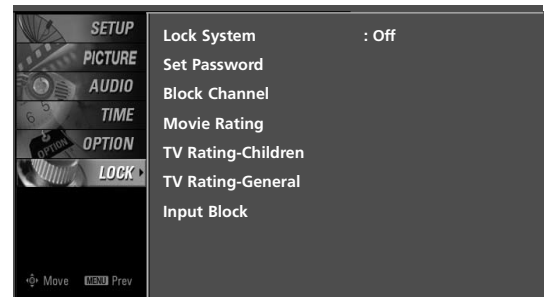 SETUP
PICTURE
AUDIO
TIME
OPTION
LOCK
Move MENU Prev
Lock System : Off
Set Password
Block Channel
Movie Rating
TV Rating-Children
TV Rating-General
Input Block